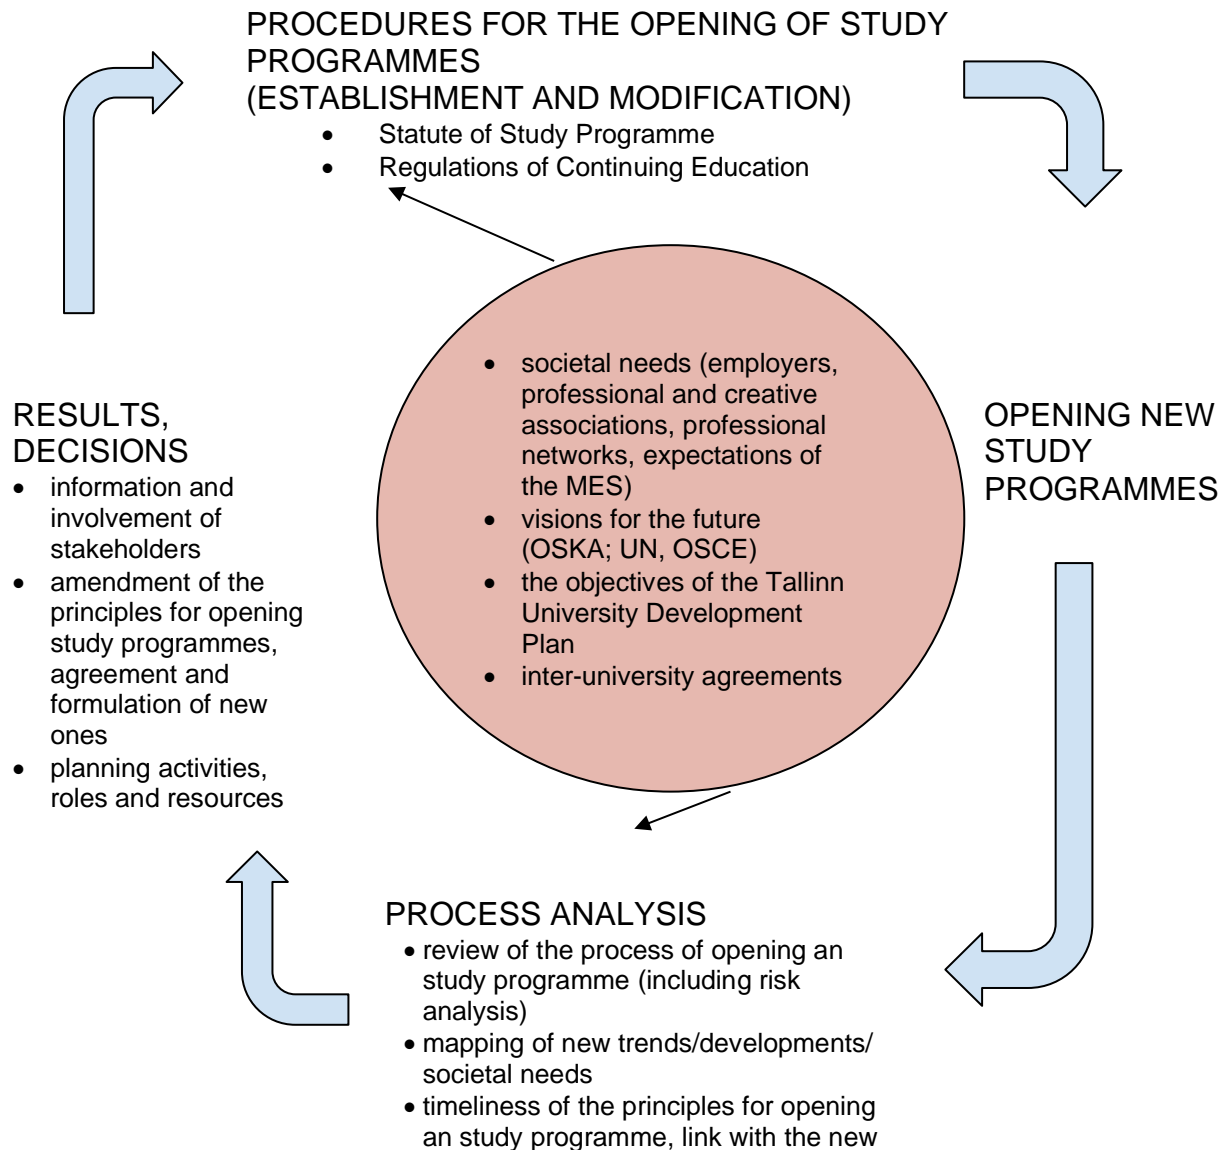 PROCEDURES FOR THE OPENING OF STUDY
PROGRAMMES
(ESTABLISHMENT AND MODIFICATION)
• Statute of Study Programme
• Regulations of Continuing Education
• societal needs (employers,
professional and creative
associations, professional
networks, expectations of
the MES)
• visions for the future
(OSKA; UN, OSCE)
• the objectives of the Tallinn
University Development
Plan
• inter-university agreements
OPENING NEW
STUDY
PROGRAMMES
RESULTS,
DECISIONS
• information and
involvement of
stakeholders
• amendment of the
principles for opening
study programmes,
agreement and
formulation of new
ones
• planning activities,
roles and resources
PROCESS ANALYSIS
• review of the process of opening an
study programme (including risk
analysis)
• mapping of new trends/developments/
societal needs
• timeliness of the principles for opening
an study programme, link with the new